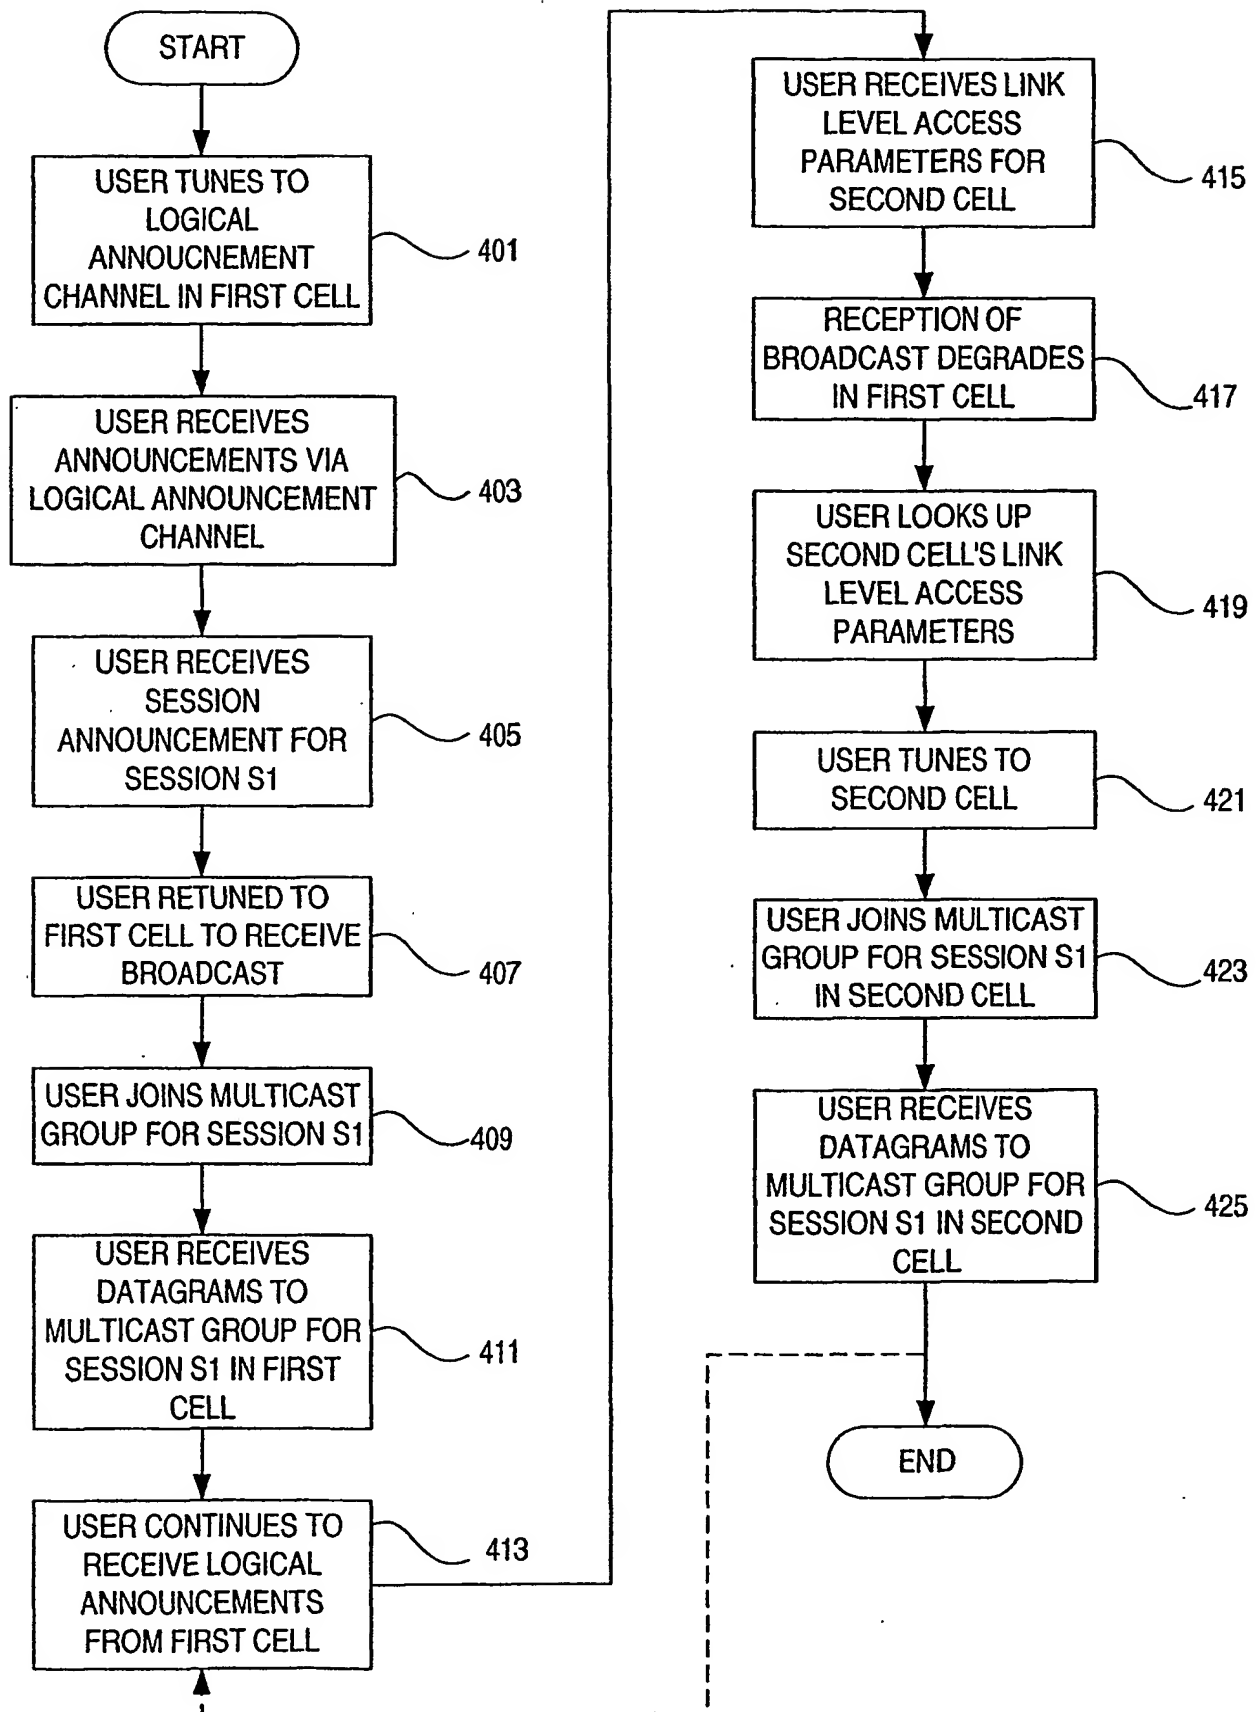 START
USER TUNES TO
LOGICAL
ANNOUCNEMENT
CHANNEL IN FIRST CELL
401
USER RECEIVES
ANNOUNCEMENTS VIA
LOGICAL ANNOUNCEMENT
CHANNEL
403
USER RECEIVES
SESSION
ANNOUNCEMENT FOR
SESSION S1
405
USER RETUNED TO
FIRST CELL TO RECEIVE
BROADCAST
407
USER JOINS MULTICAST
GROUP FOR SESSION S1
409
USER RECEIVES
DATAGRAMS TO
MULTICAST GROUP FOR
SESSION S1 IN FIRST
CELL
411
USER CONTINUES TO
RECEIVE LOGICAL
ANNOUNCEMENTS
FROM FIRST CELL
413
USER RECEIVES LINK
LEVEL ACCESS
PARAMETERS FOR
SECOND CELL
415
RECEPTION OF
BROADCAST DEGRADES
IN FIRST CELL
417
USER LOOKS UP
SECOND CELL'S LINK
LEVEL ACCESS
PARAMETERS
419
USER TUNES TO
SECOND CELL
421
USER JOINS MULTICAST
GROUP FOR SESSION S1
IN SECOND CELL
423
USER RECEIVES
DATAGRAMS TO
MULTICAST GROUP FOR
SESSION S1 IN SECOND
CELL
425
END